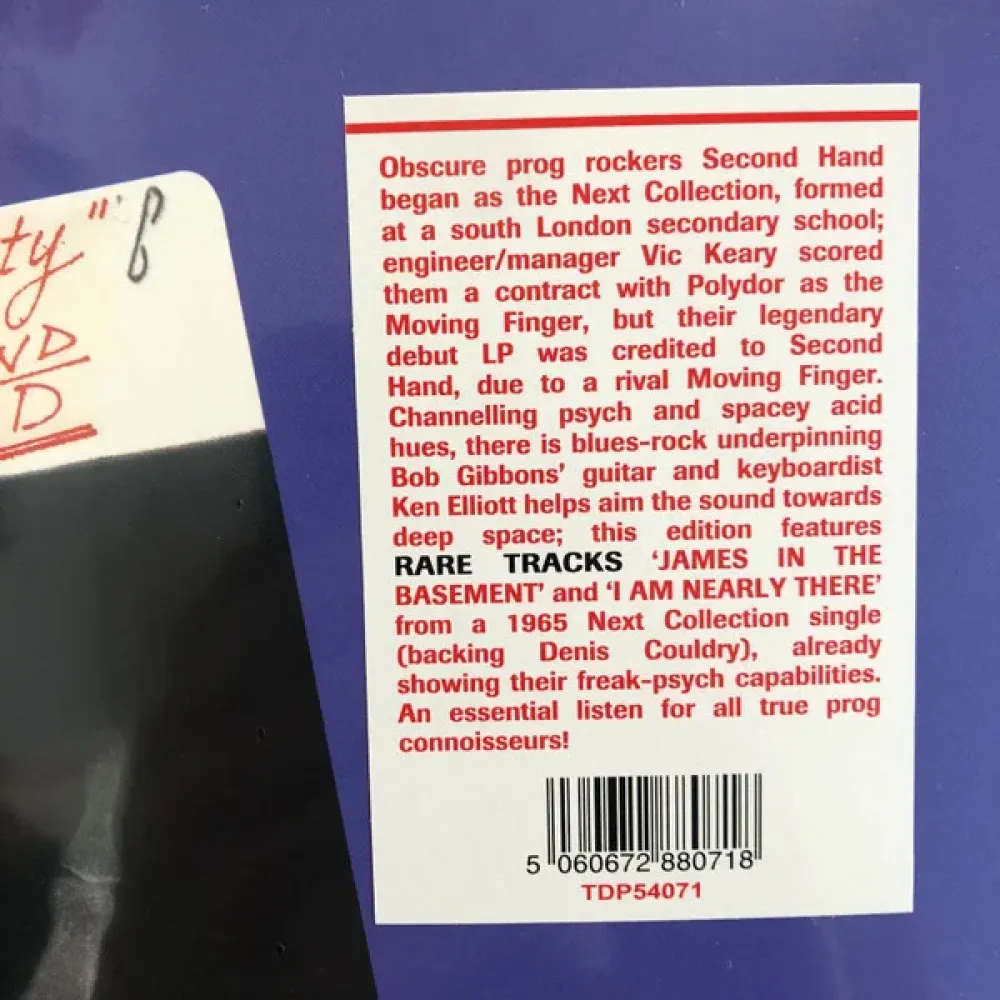 ty"
ND
D
Obscure prog rockers Second Hand
began as the Next Collection, formed
at a south London secondary school;
engineer/manager Vic Keary scored
them a contract with Polydor as the
Moving Finger, but their legendary
debut LP was credited to Second
Hand, due to a rival Moving Finger.
Channelling psych and spacey acid
hues, there is blues-rock underpinning
Bob Gibbons' guitar and keyboardist
Ken Elliott helps aim the sound towards
deep space; this edition features
RARE TRACKS 'JAMES IN THE
BASEMENT' and 'I AM NEARLY THERE'
from a 1965 Next Collection single
(backing Denis Couldry), already
showing their freak-psych capabilities.
An essential listen for all true prog
connoisseurs!
5 060672 880718
TDP54071